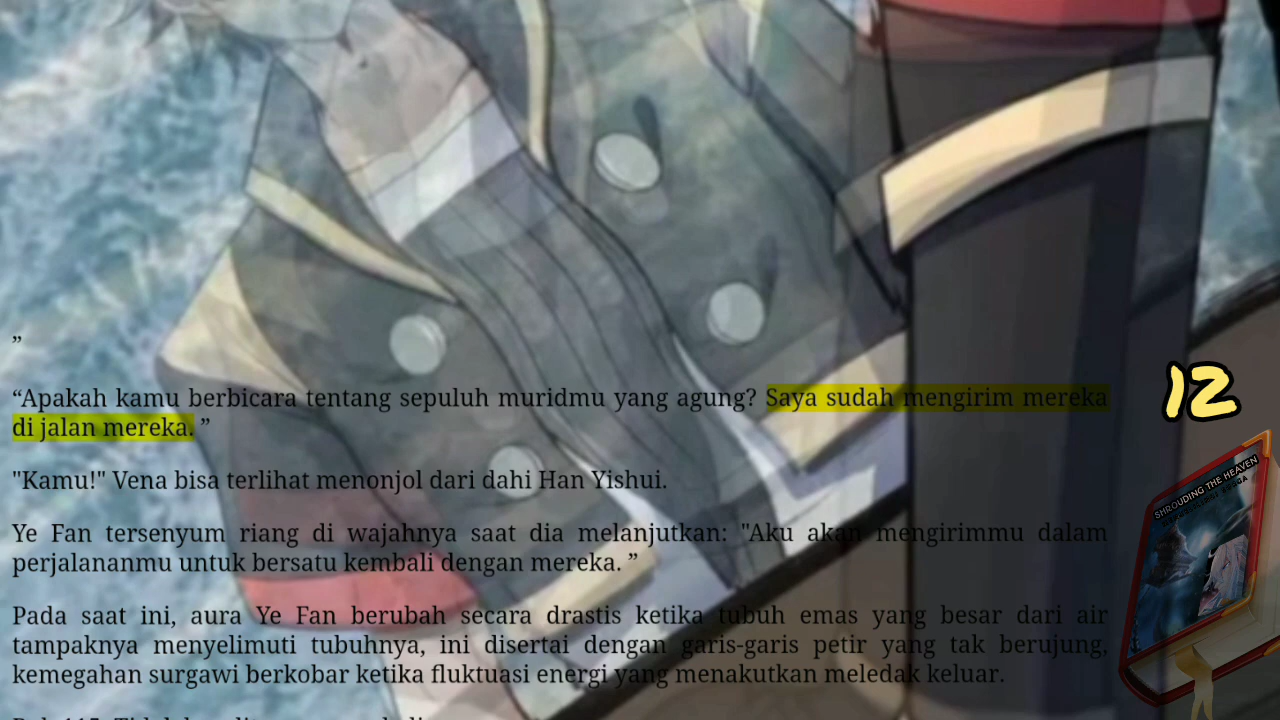 ”
“Apakah kamu berbicara tentang sepuluh muridmu yang agung? Saya sudah mengirim mereka
di jalan mereka. ”
"Kamu!" Vena bisa terlihat menonjol dari dahi Han Yishui.
Ye Fan tersenyum riang di wajahnya saat dia melanjutkan: "Aku akan mengirimmu dalam
perjalananmu untuk bersatu kembali dengan mereka. ”
Pada saat ini, aura Ye Fan berubah secara drastis ketika tubuh emas yang besar dari air
tampaknya menyelimuti tubuhnya, ini disertai dengan garis-garis petir yang tak berujung,
kemegahan surgawi berkobar ketika fluktuasi energi yang menakutkan meledak keluar.
12
SHROUDING THE HEAVEN